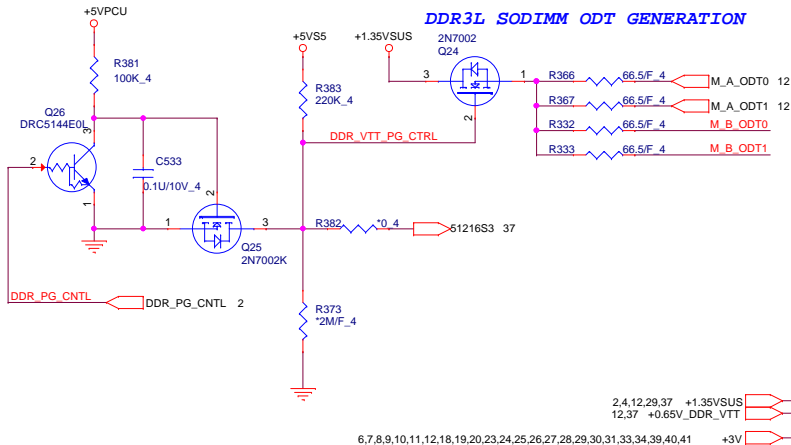 DDR3L SODIMM ODT GENERATION
+5VPCU
R381
100K_4
Q26
DRC5144E0L
3
2
1
C533
0.1U/10V_4
2
1
3
Q25
2N7002K
DDR_PG_CNTL
DDR_PG_CNTL 2
+5VS5
R383
220K_4
DDR_VTT_PG_CTRL
R382
*0_4
51216S3 37
R373
*2M/F_4
+1.35VSUS
2N7002
Q24
3
1
2
R366 66.5/F_4 M_A_ODT0 12
R367 66.5/F_4 M_A_ODT1 12
R332 66.5/F_4 M_B_ODT0
R333 66.5/F_4 M_B_ODT1
2,4,12,29,37 +1.35VSUS
12,37 +0.65V_DDR_VTT
6,7,8,9,10,11,12,18,19,20,23,24,25,26,27,28,29,30,31,33,34,39,40,41 +3V